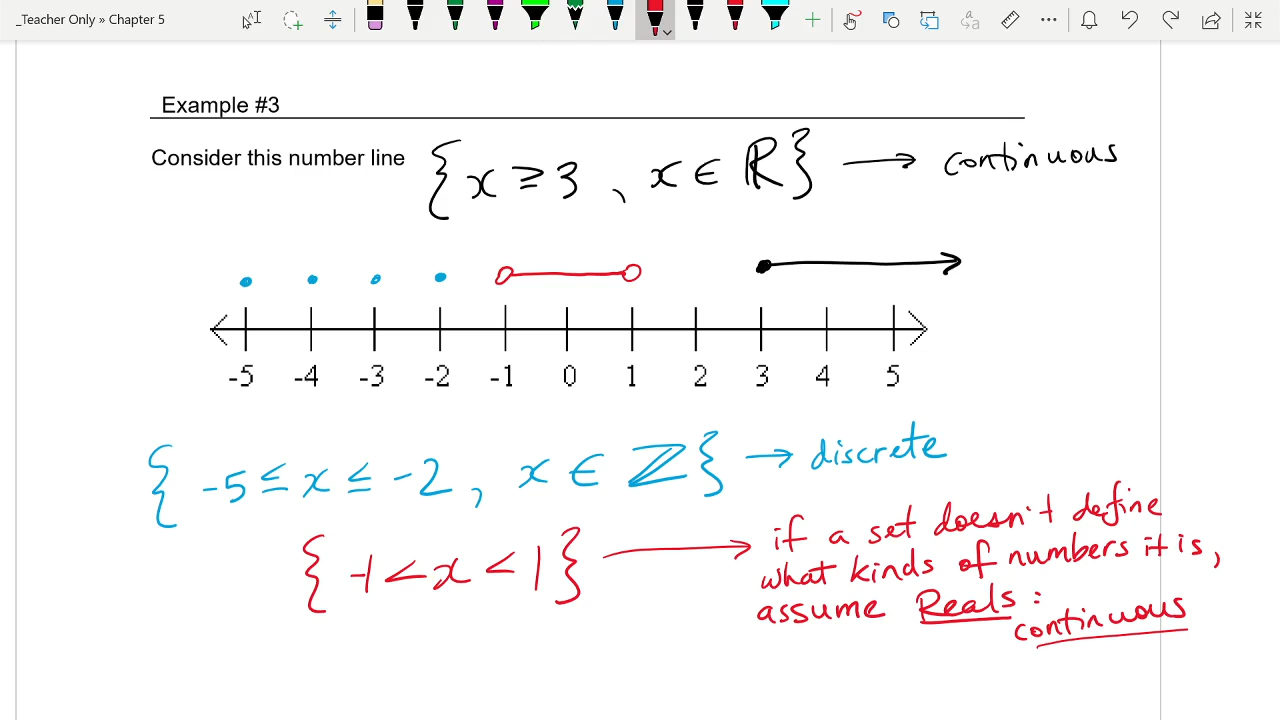 _Teacher Only » Chapter 5
Example #3
Consider this number line
{x ≥ 3, x ∈ ℝ} → continuous
-5 -4 -3 -2 -1 0 1 2 3 4 5
{-5 ≤ x ≤ -2, x ∈ ℤ} → discrete
{-1 < x < 1} → if a set doesn't define
what kinds of numbers it is,
assume Reals:
continuous